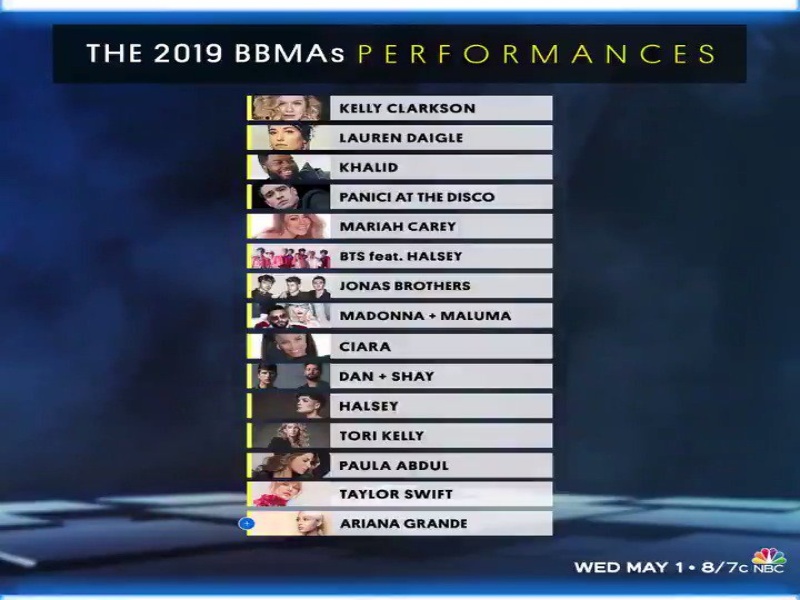 THE 2019 BBMAs PERFORMANCES
KELLY CLARKSON
LAUREN DAIGLE
KHALID
PANIC! AT THE DISCO
MARIAH CAREY
BTS feat. HALSEY
JONAS BROTHERS
MADONNA + MALUMA
CIARA
DAN + SHAY
HALSEY
TORI KELLY
PAULA ABDUL
TAYLOR SWIFT
ARIANA GRANDE
WED MAY 1 • 8/7c NBC